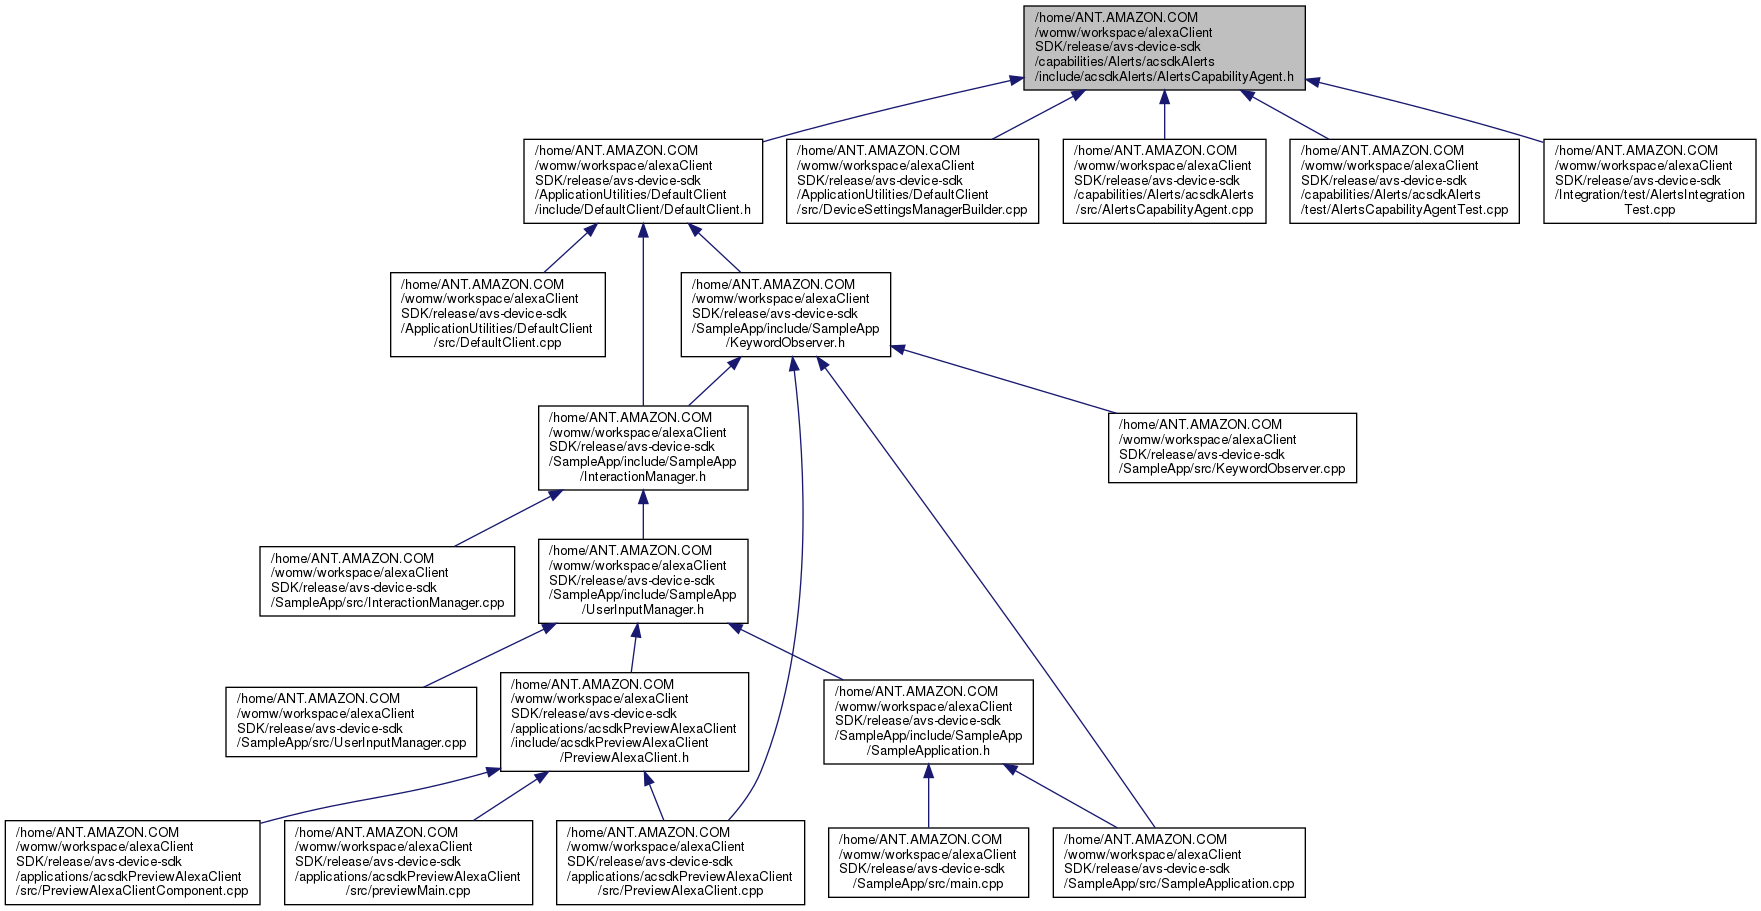 /home/ANT.AMAZON.COM
/womw/workspace/alexaClient
SDK/release/avs-device-sdk
/capabilities/Alerts/acsdkAlerts
/include/acsdkAlerts/AlertsCapabilityAgent.h
/home/ANT.AMAZON.COM
/womw/workspace/alexaClient
SDK/release/avs-device-sdk
/ApplicationUtilities/DefaultClient
/include/DefaultClient/DefaultClient.h
/home/ANT.AMAZON.COM
/womw/workspace/alexaClient
SDK/release/avs-device-sdk
/ApplicationUtilities/DefaultClient
/src/DeviceSettingsManagerBuilder.cpp
/home/ANT.AMAZON.COM
/womw/workspace/alexaClient
SDK/release/avs-device-sdk
/capabilities/Alerts/acsdkAlerts
/src/AlertsCapabilityAgent.cpp
/home/ANT.AMAZON.COM
/womw/workspace/alexaClient
SDK/release/avs-device-sdk
/capabilities/Alerts/acsdkAlerts
/test/AlertsCapabilityAgentTest.cpp
/home/ANT.AMAZON.COM
/womw/workspace/alexaClient
SDK/release/avs-device-sdk
/Integration/test/AlertsIntegration
Test.cpp
/home/ANT.AMAZON.COM
/womw/workspace/alexaClient
SDK/release/avs-device-sdk
/ApplicationUtilities/DefaultClient
/src/DefaultClient.cpp
/home/ANT.AMAZON.COM
/womw/workspace/alexaClient
SDK/release/avs-device-sdk
/SampleApp/include/SampleApp
/KeywordObserver.h
/home/ANT.AMAZON.COM
/womw/workspace/alexaClient
SDK/release/avs-device-sdk
/SampleApp/include/SampleApp
/InteractionManager.h
/home/ANT.AMAZON.COM
/womw/workspace/alexaClient
SDK/release/avs-device-sdk
/SampleApp/src/KeywordObserver.cpp
/home/ANT.AMAZON.COM
/womw/workspace/alexaClient
SDK/release/avs-device-sdk
/SampleApp/src/InteractionManager.cpp
/home/ANT.AMAZON.COM
/womw/workspace/alexaClient
SDK/release/avs-device-sdk
/SampleApp/include/SampleApp
/UserInputManager.h
/home/ANT.AMAZON.COM
/womw/workspace/alexaClient
SDK/release/avs-device-sdk
/SampleApp/src/UserInputManager.cpp
/home/ANT.AMAZON.COM
/womw/workspace/alexaClient
SDK/release/avs-device-sdk
/applications/acsdkPreviewAlexaClient
/include/acsdkPreviewAlexaClient
/PreviewAlexaClient.h
/home/ANT.AMAZON.COM
/womw/workspace/alexaClient
SDK/release/avs-device-sdk
/SampleApp/include/SampleApp
/SampleApplication.h
/home/ANT.AMAZON.COM
/womw/workspace/alexaClient
SDK/release/avs-device-sdk
/applications/acsdkPreviewAlexaClient
/src/PreviewAlexaClientComponent.cpp
/home/ANT.AMAZON.COM
/womw/workspace/alexaClient
SDK/release/avs-device-sdk
/applications/acsdkPreviewAlexaClient
/src/previewMain.cpp
/home/ANT.AMAZON.COM
/womw/workspace/alexaClient
SDK/release/avs-device-sdk
/applications/acsdkPreviewAlexaClient
/src/PreviewAlexaClient.cpp
/home/ANT.AMAZON.COM
/womw/workspace/alexaClient
SDK/release/avs-device-sdk
/SampleApp/src/main.cpp
/home/ANT.AMAZON.COM
/womw/workspace/alexaClient
SDK/release/avs-device-sdk
/SampleApp/src/SampleApplication.cpp